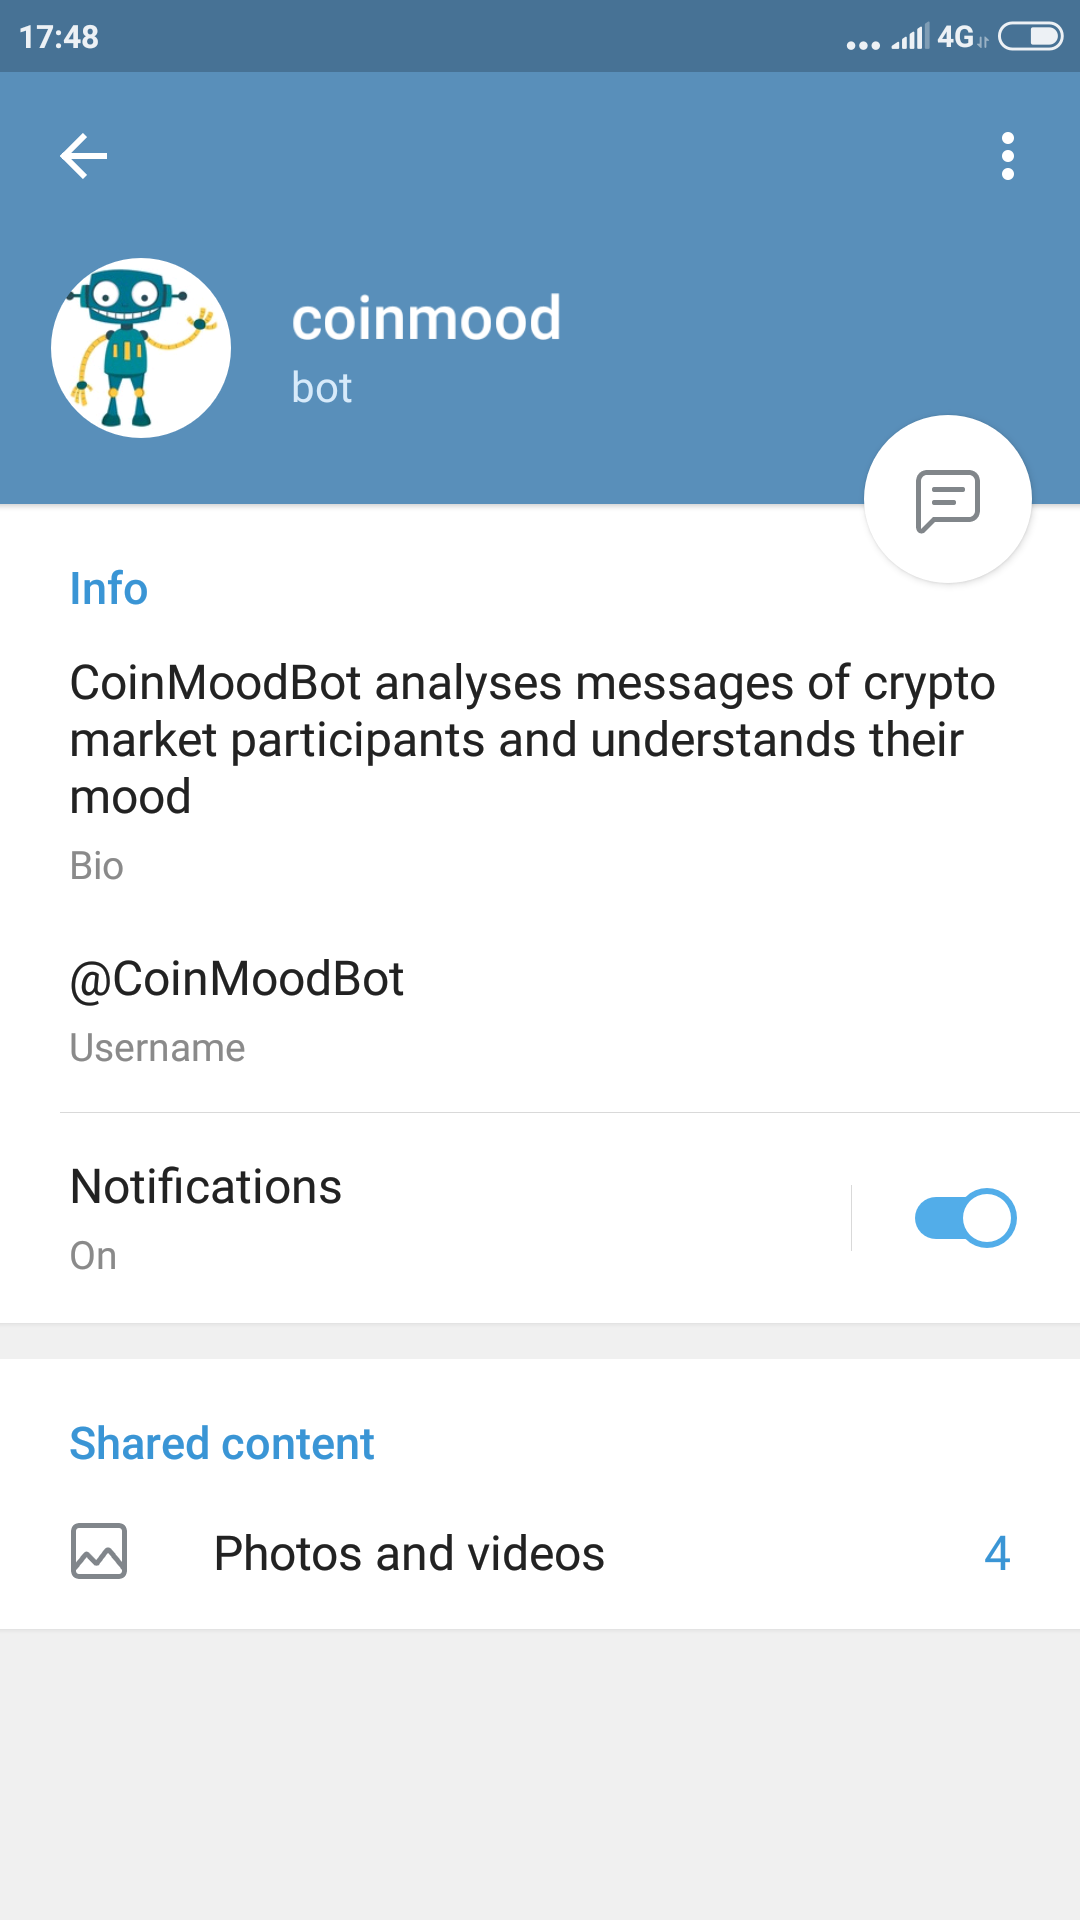 17:48
4G
coinmood
bot
Info
CoinMoodBot analyses messages of crypto
market participants and understands their
mood
Bio
@CoinMoodBot
Username
Notifications
On
Shared content
Photos and videos
4